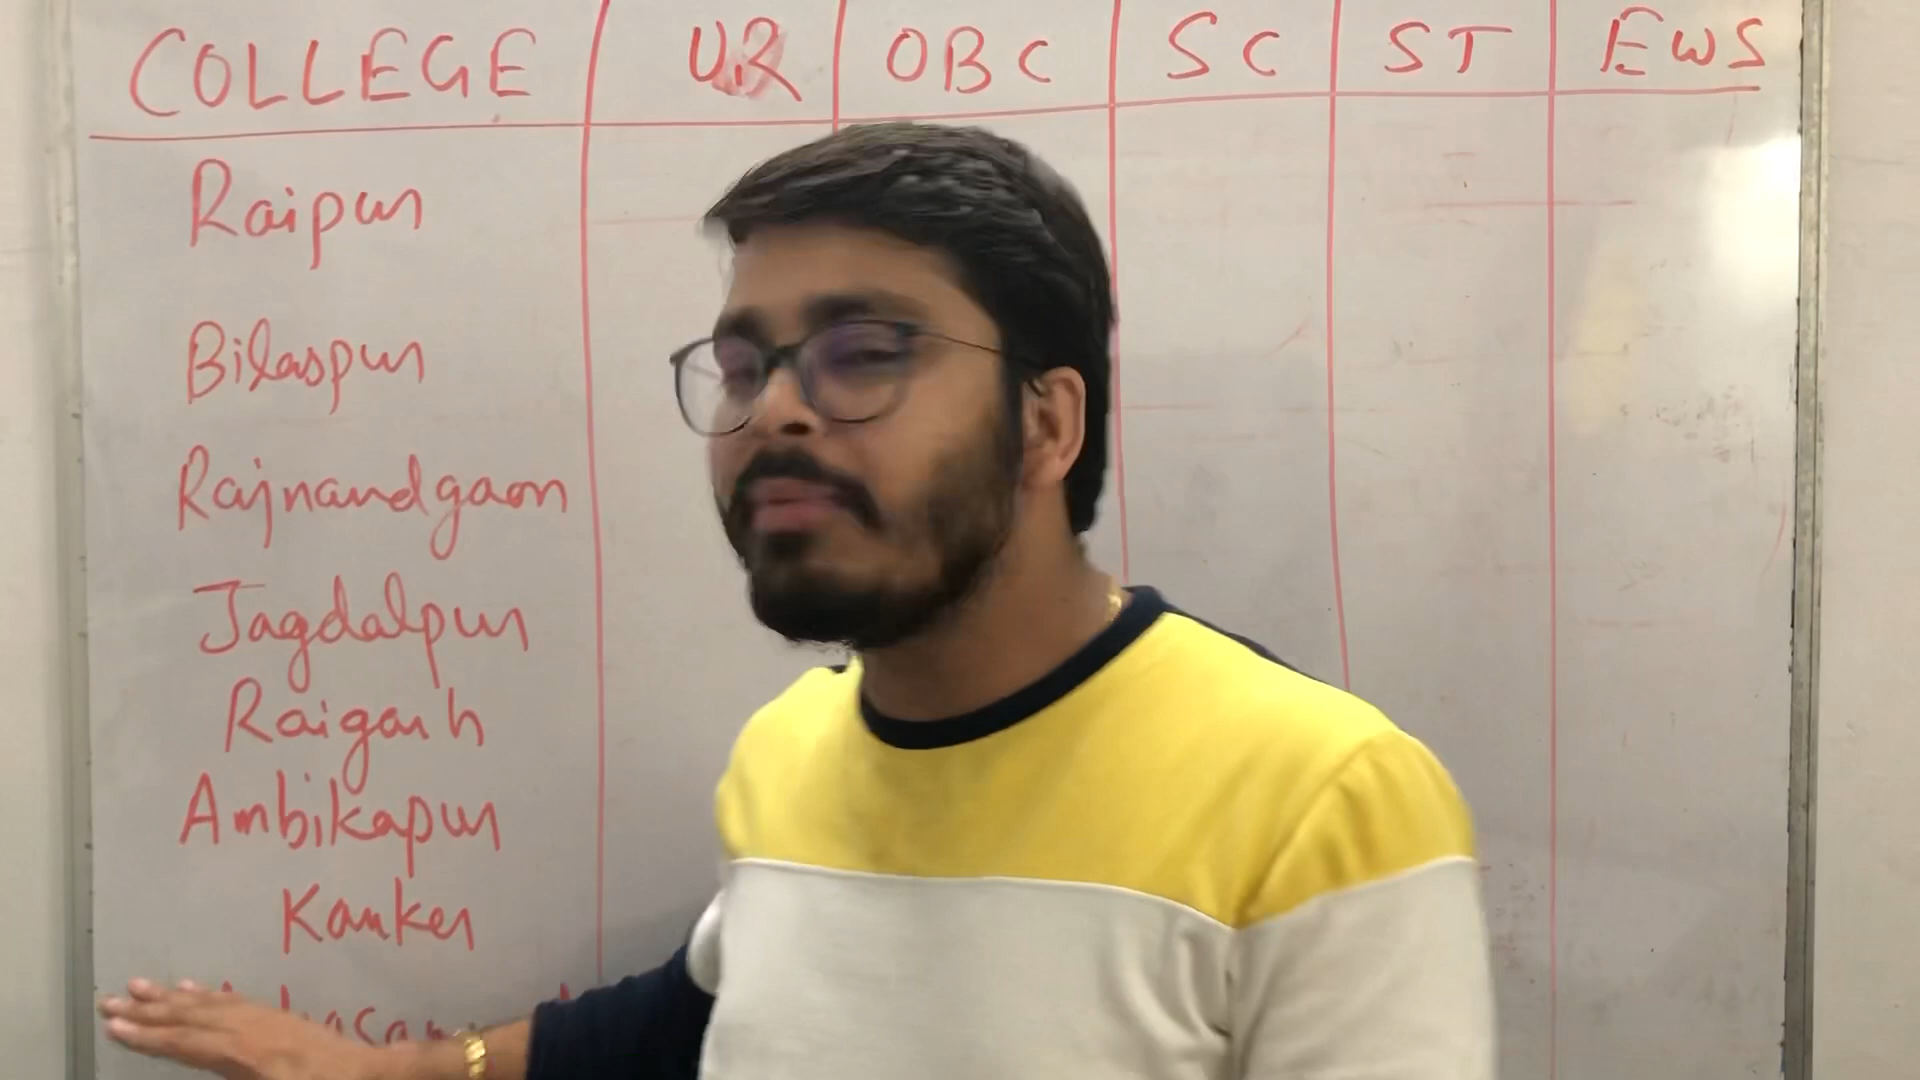 COLLEGE UR OBC SC ST EWS
Raipur
Bilaspur
Rajnandgaon
Jagdalpur
Raigarh
Ambikapur
Kanker